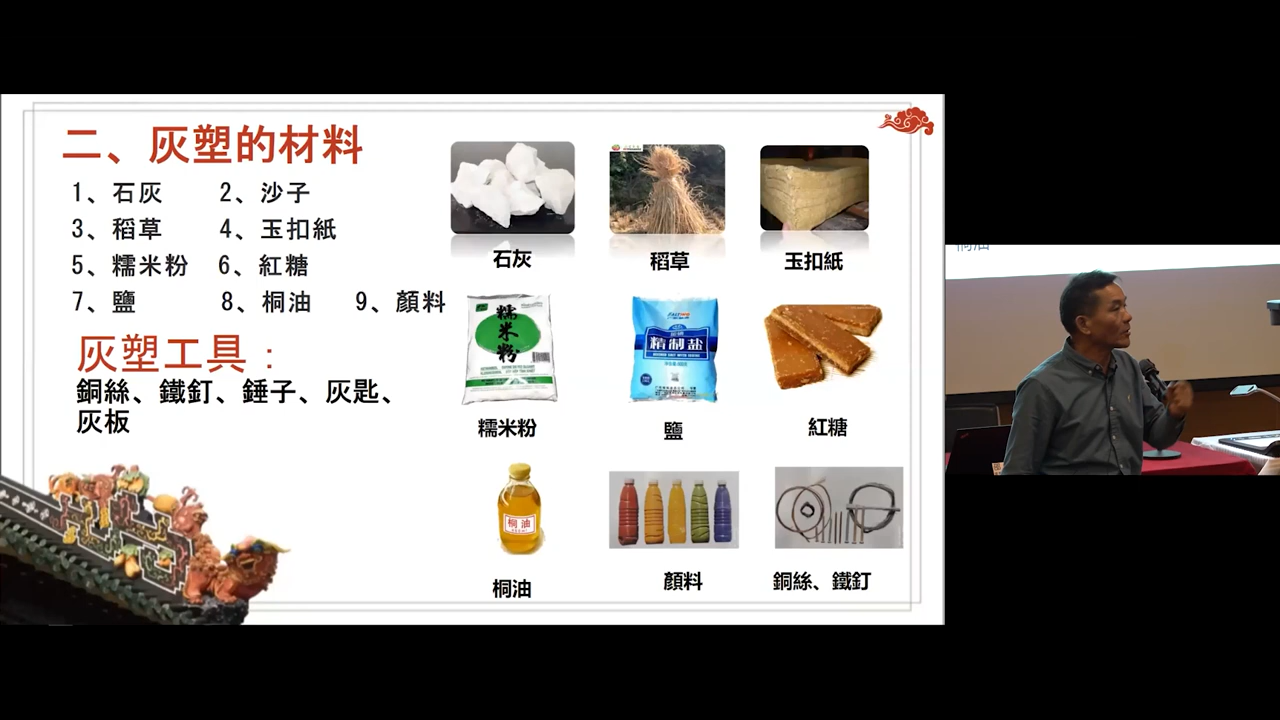 二、灰塑的材料
1、石灰 2、沙子
3、稻草 4、玉扣紙
5、糯米粉 6、紅糖
7、鹽 8、桐油 9、顏料
灰塑工具：
銅絲、鐵釘、錘子、灰匙、
灰板
石灰
稻草
玉扣紙
糯米粉
精制盐
糯米粉
鹽
紅糖
桐油
桐油
顏料
銅絲、鐵釘